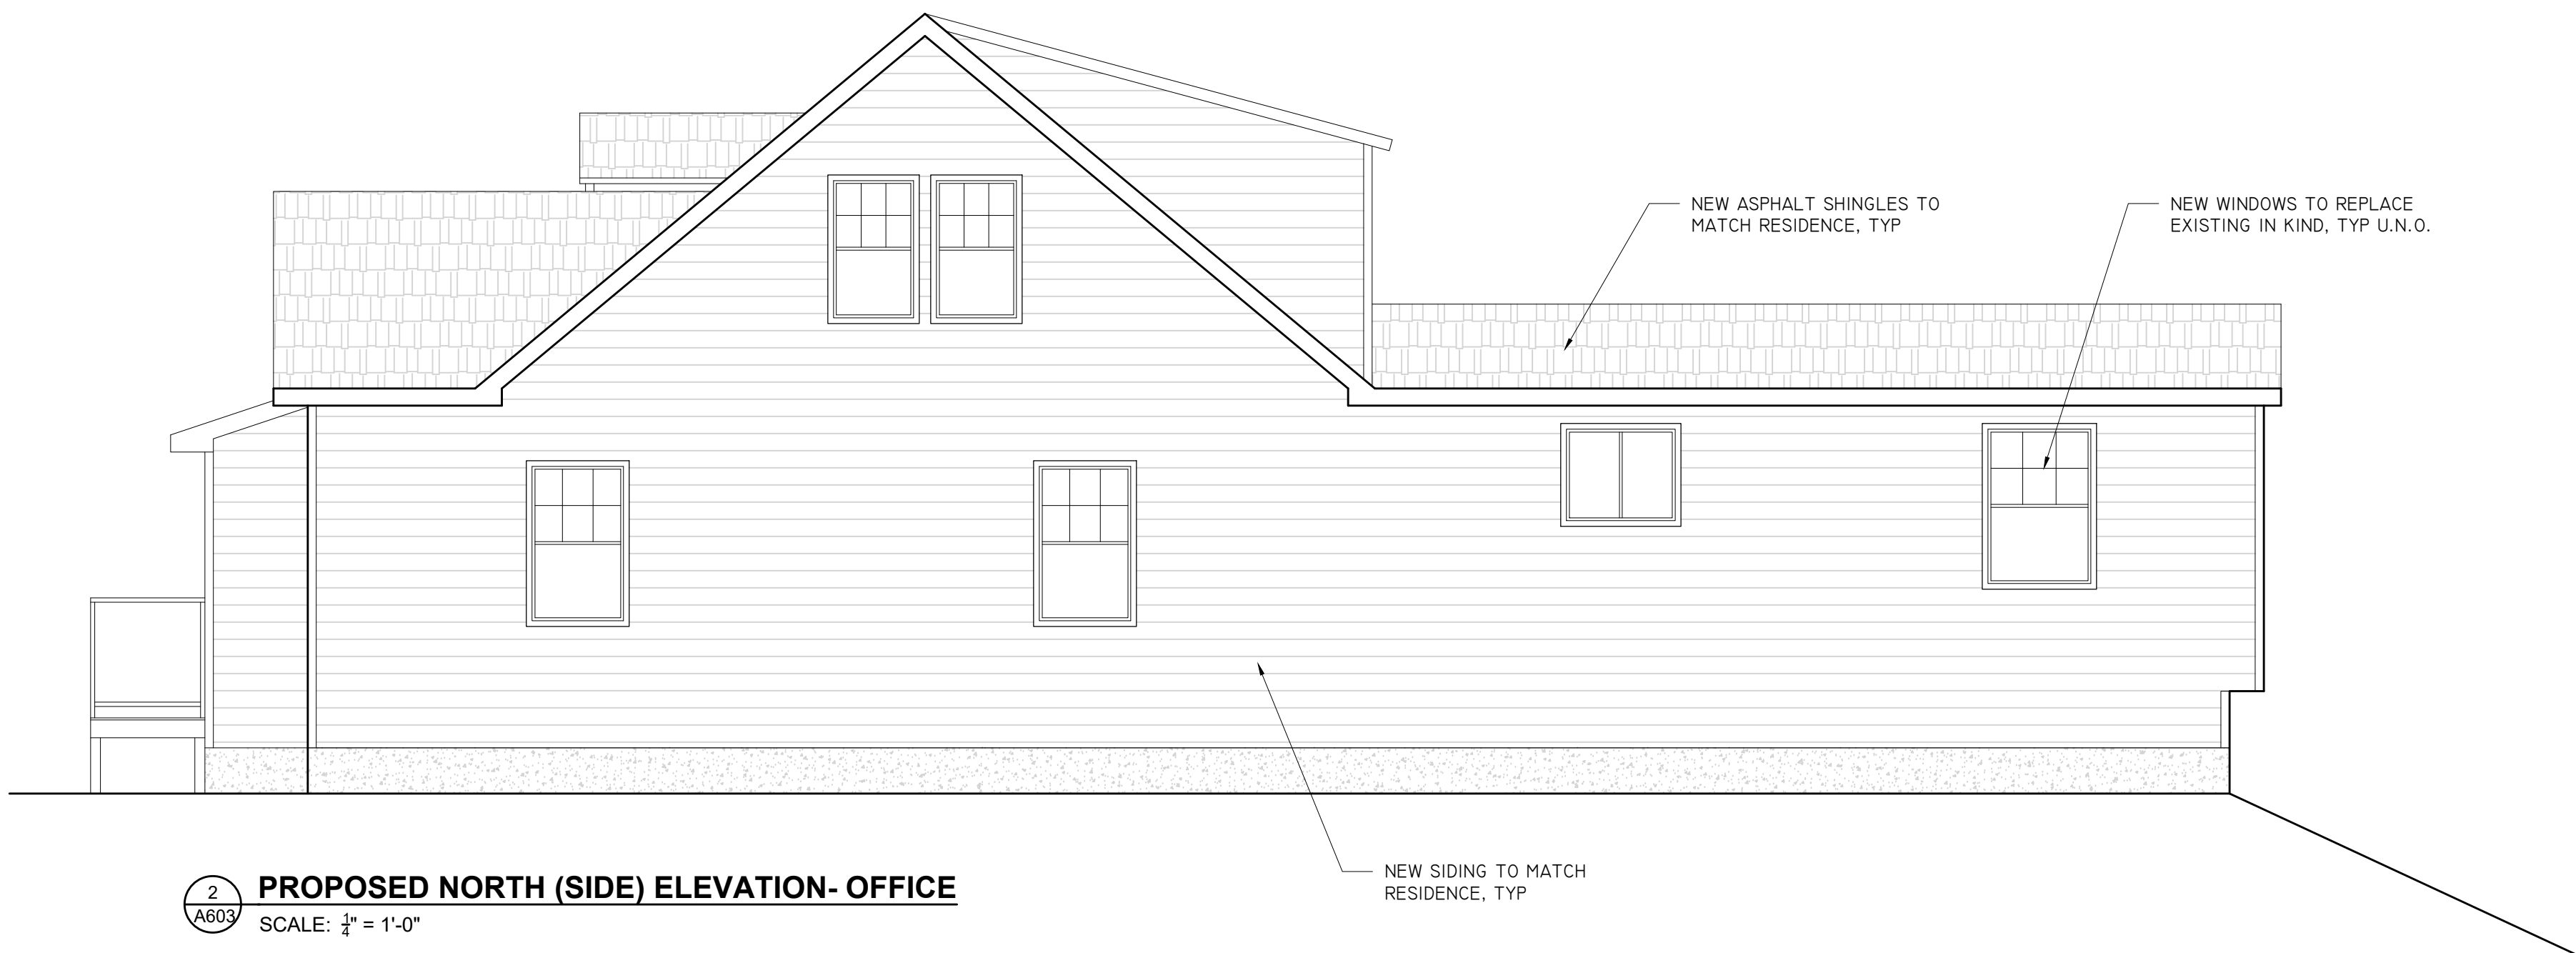 NEW ASPHALT SHINGLES TO
MATCH RESIDENCE, TYP
NEW WINDOWS TO REPLACE
EXISTING IN KIND, TYP U.N.O.
NEW SIDING TO MATCH
RESIDENCE, TYP
2
A603
PROPOSED NORTH (SIDE) ELEVATION- OFFICE
SCALE: 1/4" = 1'-0"